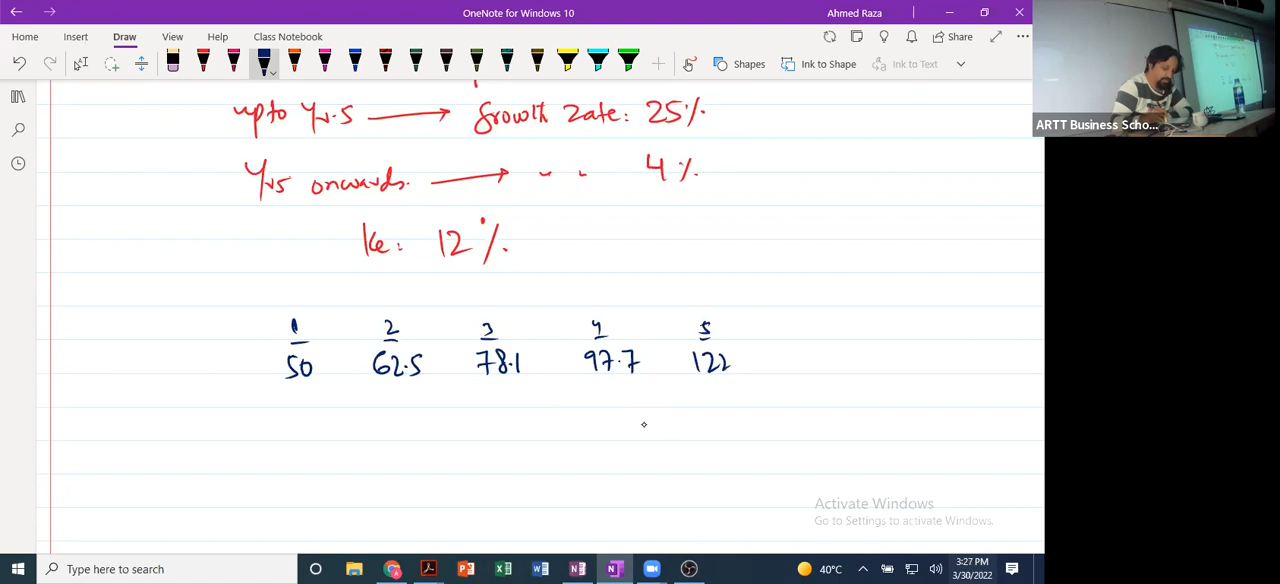 OneNote for Windows 10
Ahmed Raza
Home Insert Draw View Help Class Notebook
Share
Shapes Ink to Shape Ink to Text
ARTT Business Scho...
upto Yr.5 → growth rate: 25%
Yr5 onwards. → " " 4%
Ke: 12%.
1 2 3 4 5
50 62.5 78.1 97.7 122
Activate Windows
Go to Settings to activate Windows.
Type here to search
40°C
3:27 PM
3/30/2022